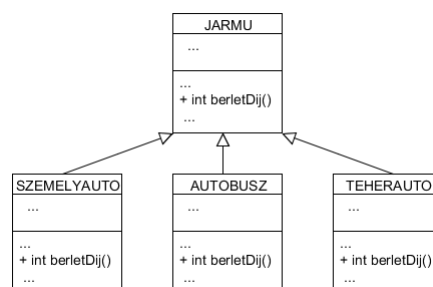 JARMU
...
...
+ int berletDij()
...
SZEMELYAUTO
...
...
+ int berletDij()
...
AUTOBUSZ
...
...
+ int berletDij()
...
TEHERAUTO
...
...
+ int berletDij()
...